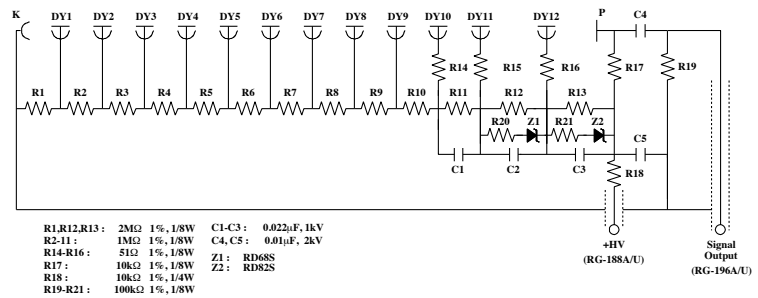 K DY1 DY2 DY3 DY4 DY5 DY6 DY7 DY8 DY9 DY10 DY11 DY12 P C4
R14 R15 R16 R17 R19
R1 R2 R3 R4 R5 R6 R7 R8 R9 R10 R11 R12 R13
R20 Z1 R21 Z2
C1 C2 C3 C5
R18
R1,R12,R13 : 2MΩ 1%, 1/8W
R2-11 : 1MΩ 1%, 1/8W
R14-R16 : 51Ω 1%, 1/8W
R17 : 10kΩ 1%, 1/8W
R18 : 10kΩ 1%, 1/4W
R19-R21 : 100kΩ 1%, 1/8W
C1-C3 : 0.022μF, 1kV
C4, C5 : 0.01μF, 2kV
Z1 : RD68S
Z2 : RD82S
+HV
(RG-188A/U)
Signal
Output
(RG-196A/U)